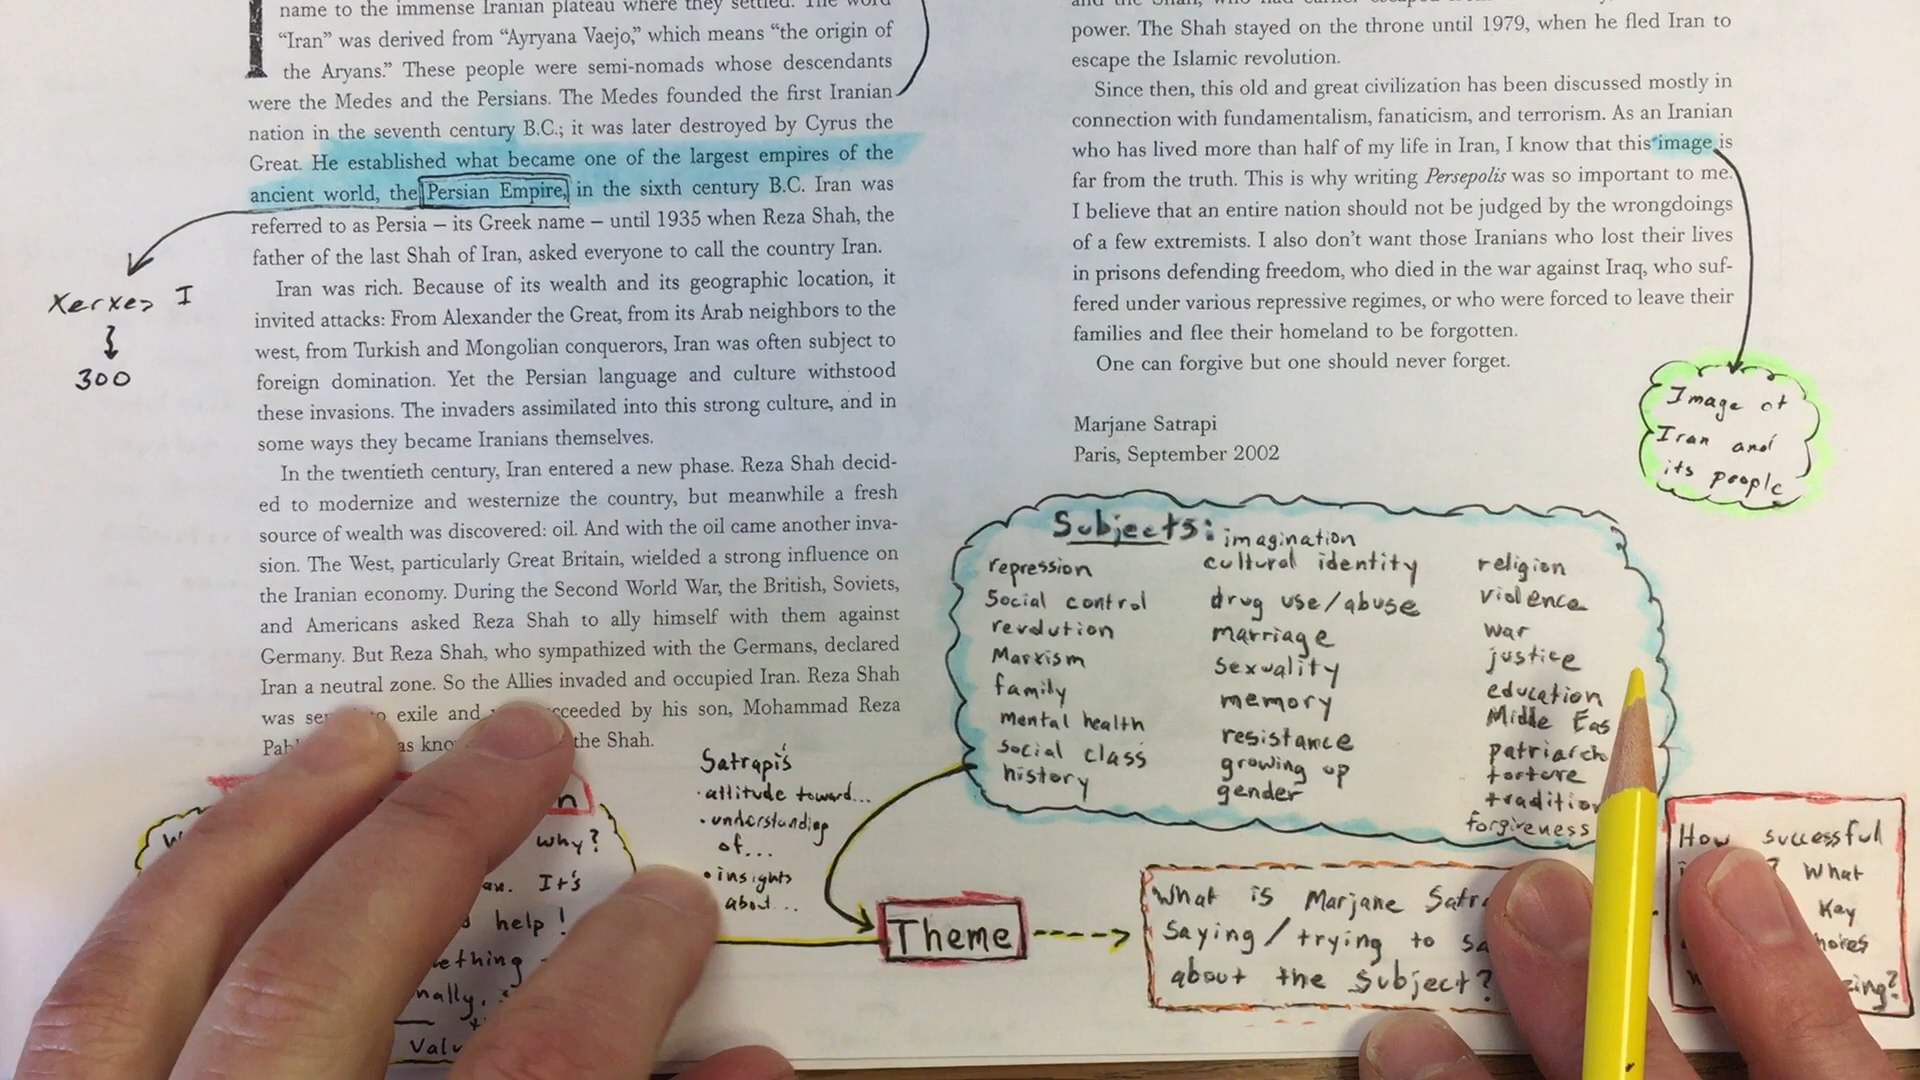 name to the immense Iranian plateau where they settled. The word
“Iran” was derived from “Ayryana Vaejo,” which means “the origin of
the Aryans.” These people were semi-nomads whose descendants
were the Medes and the Persians. The Medes founded the first Iranian
nation in the seventh century B.C.; it was later destroyed by Cyrus the
Great. He established what became one of the largest empires of the
ancient world, the Persian Empire, in the sixth century B.C. Iran was
referred to as Persia – its Greek name – until 1935 when Reza Shah, the
father of the last Shah of Iran, asked everyone to call the country Iran.
Iran was rich. Because of its wealth and its geographic location, it
invited attacks: From Alexander the Great, from its Arab neighbors to the
west, from Turkish and Mongolian conquerors, Iran was often subject to
foreign domination. Yet the Persian language and culture withstood
these invasions. The invaders assimilated into this strong culture, and in
some ways they became Iranians themselves.
In the twentieth century, Iran entered a new phase. Reza Shah decid-
ed to modernize and westernize the country, but meanwhile a fresh
source of wealth was discovered: oil. And with the oil came another inva-
sion. The West, particularly Great Britain, wielded a strong influence on
the Iranian economy. During the Second World War, the British, Soviets,
and Americans asked Reza Shah to ally himself with them against
Germany. But Reza Shah, who sympathized with the Germans, declared
Iran a neutral zone. So the Allies invaded and occupied Iran. Reza Shah
was exile and by his son, Mohammad Reza
the Shah.
Xerxes I
300
power. The Shah stayed on the throne until 1979, when he fled Iran to
escape the Islamic revolution.
Since then, this old and great civilization has been discussed mostly in
connection with fundamentalism, fanaticism, and terrorism. As an Iranian
who has lived more than half of my life in Iran, I know that this image is
far from the truth. This is why writing Persepolis was so important to me.
I believe that an entire nation should not be judged by the wrongdoings
of a few extremists. I also don’t want those Iranians who lost their lives
in prisons defending freedom, who died in the war against Iraq, who suf-
fered under various repressive regimes, or who were forced to leave their
families and flee their homeland to be forgotten.
One can forgive but one should never forget.
Marjane Satrapi
Paris, September 2002
Image of
Iran and
its people
Subjects:
repression
Social control
revolution
Marxism
family
mental health
social class
history
imagination
cultural identity
drug use/abuse
marriage
sexuality
memory
resistance
growing up
gender
religion
violence
war
justice
education
Middle Eas
patriarch
torture
traditio
forgiveness
Satrapi's
· attitude toward...
· understanding
of...
· insights
about...
Theme
What is Marjane Satr
saying/trying to sa
about the subject?
How successful
? What
Key
why?
It's
help!